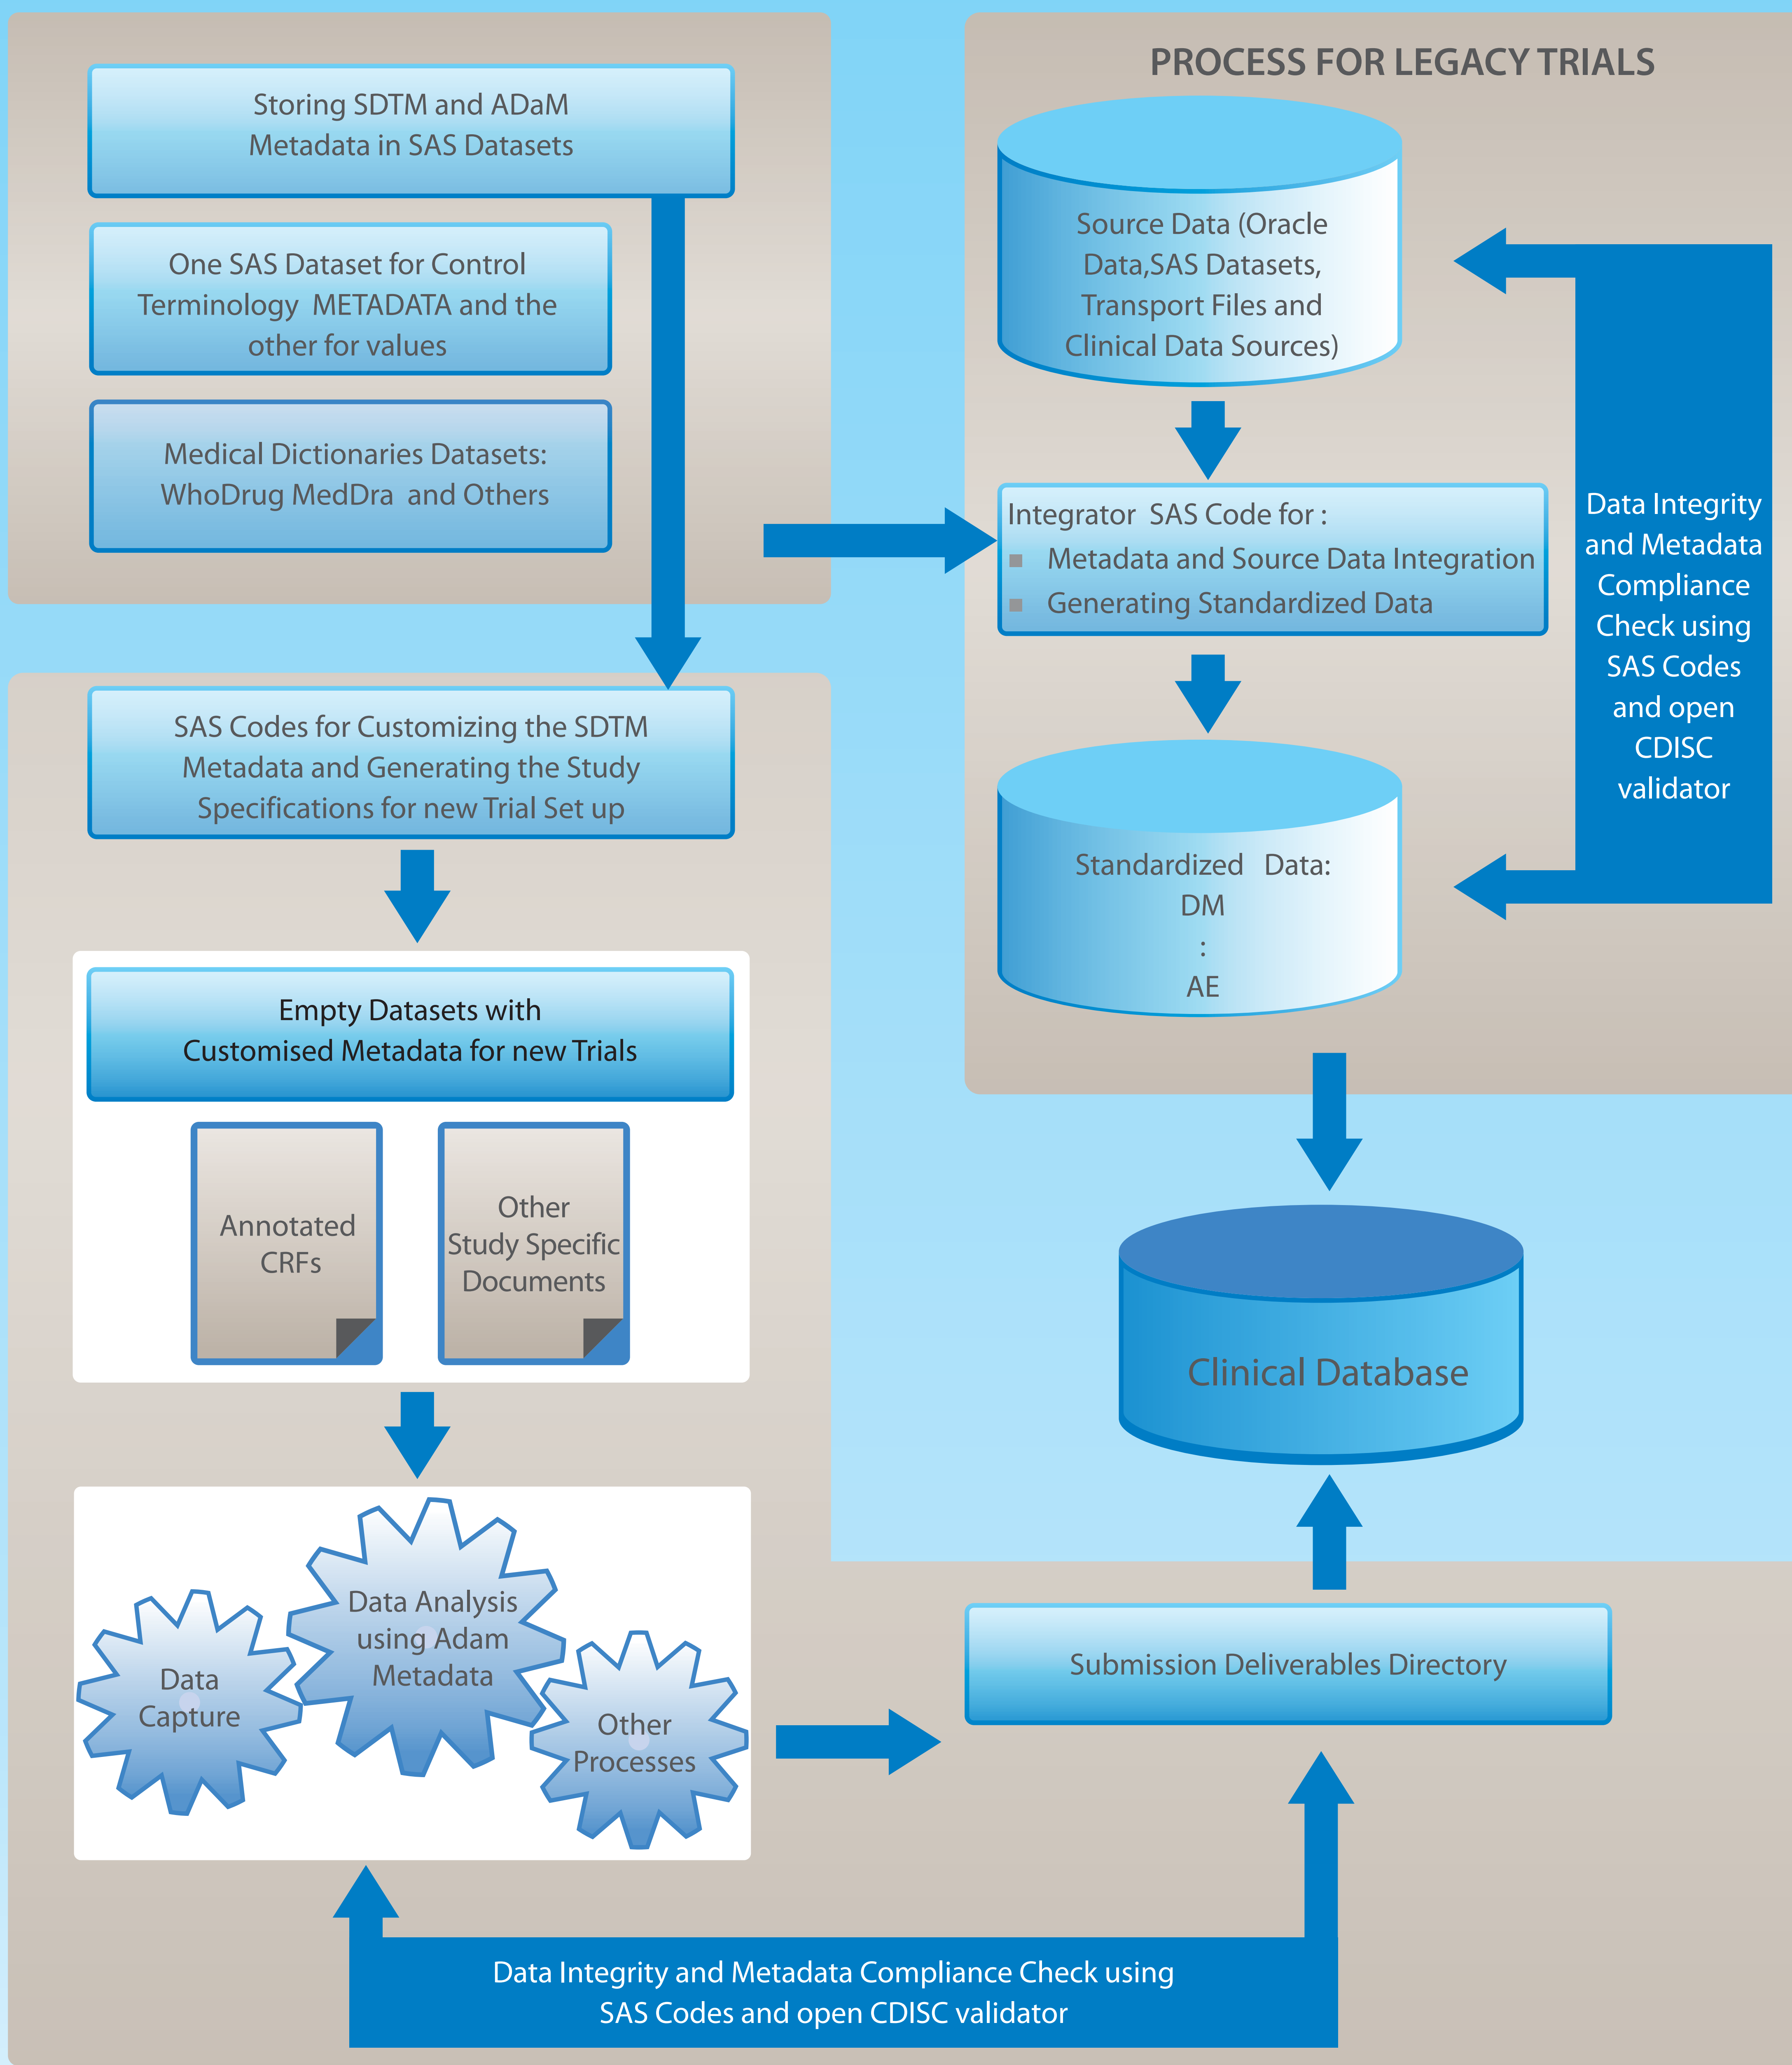 Storing SDTM and ADaM
Metadata in SAS Datasets
One SAS Dataset for Control
Terminology METADATA and the
other for values
Medical Dictionaries Datasets:
WhoDrug MedDra and Others
PROCESS FOR LEGACY TRIALS
Source Data (Oracle
Data,SAS Datasets,
Transport Files and
Clinical Data Sources)
Integrator SAS Code for :
Metadata and Source Data Integration
Generating Standardized Data
Data Integrity
and Metadata
Compliance
Check using
SAS Codes
and open
CDISC
validator
Standardized Data:
DM
:
AE
SAS Codes for Customizing the SDTM
Metadata and Generating the Study
Specifications for new Trial Set up
Empty Datasets with
Customised Metadata for new Trials
Annotated
CRFs
Other
Study Specific
Documents
Clinical Database
Data
Capture
Data Analysis
using Adam
Metadata
Other
Processes
Submission Deliverables Directory
Data Integrity and Metadata Compliance Check using
SAS Codes and open CDISC validator